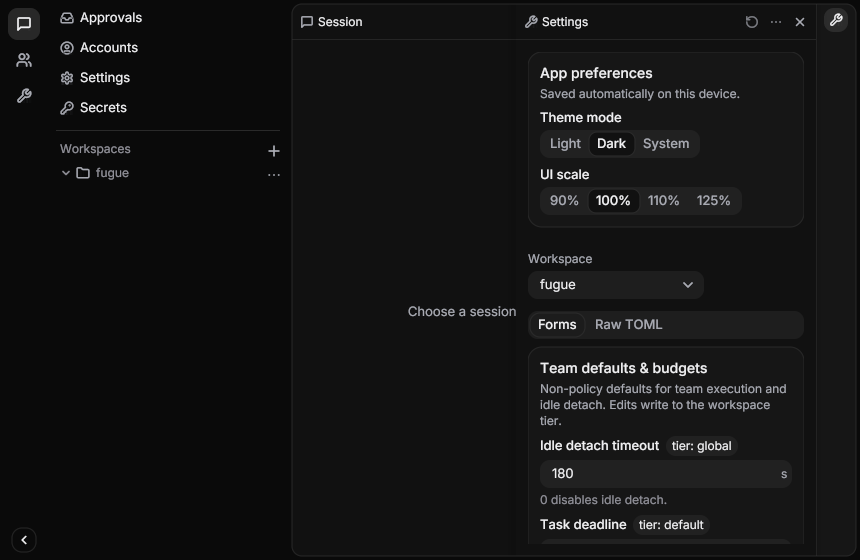 Approvals
Accounts
Settings
Secrets
Workspaces
fugue
Session
Choose a session
Settings
App preferences
Saved automatically on this device.
Theme mode
Light Dark System
UI scale
90% 100% 110% 125%
Workspace
fugue
Forms Raw TOML
Team defaults & budgets
Non-policy defaults for team execution and
idle detach. Edits write to the workspace
tier.
Idle detach timeout tier: global
180 s
0 disables idle detach.
Task deadline tier: default